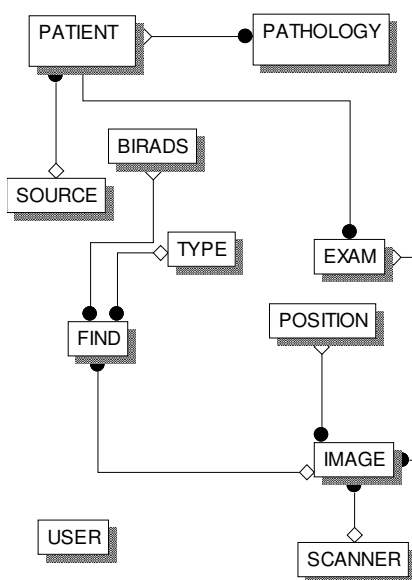 PATIENT
PATHOLOGY
BIRADS
SOURCE
TYPE
EXAM
POSITION
FIND
IMAGE
USER
SCANNER